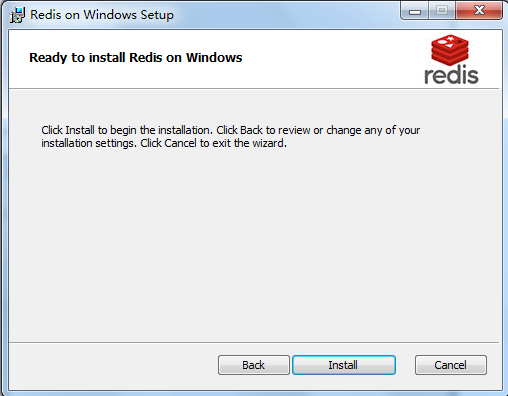 Redis on Windows Setup
Ready to install Redis on Windows
redis
Click Install to begin the installation. Click Back to review or change any of your
installation settings. Click Cancel to exit the wizard.
Back
Install
Cancel